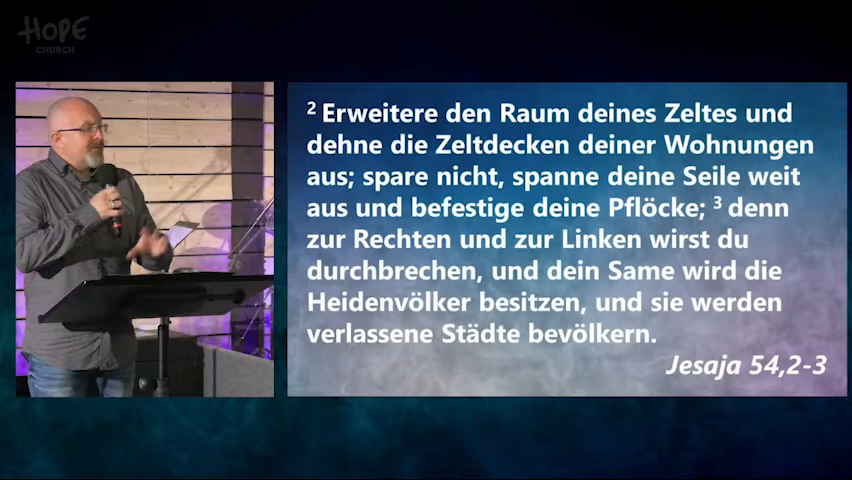 HOPE
CHURCH
² Erweitere den Raum deines Zeltes und
dehne die Zeltdecken deiner Wohnungen
aus; spare nicht, spanne deine Seile weit
aus und befestige deine Pflöcke; ³ denn
zur Rechten und zur Linken wirst du
durchbrechen, und dein Same wird die
Heidenvölker besitzen, und sie werden
verlassene Städte bevölkern.
Jesaja 54,2-3